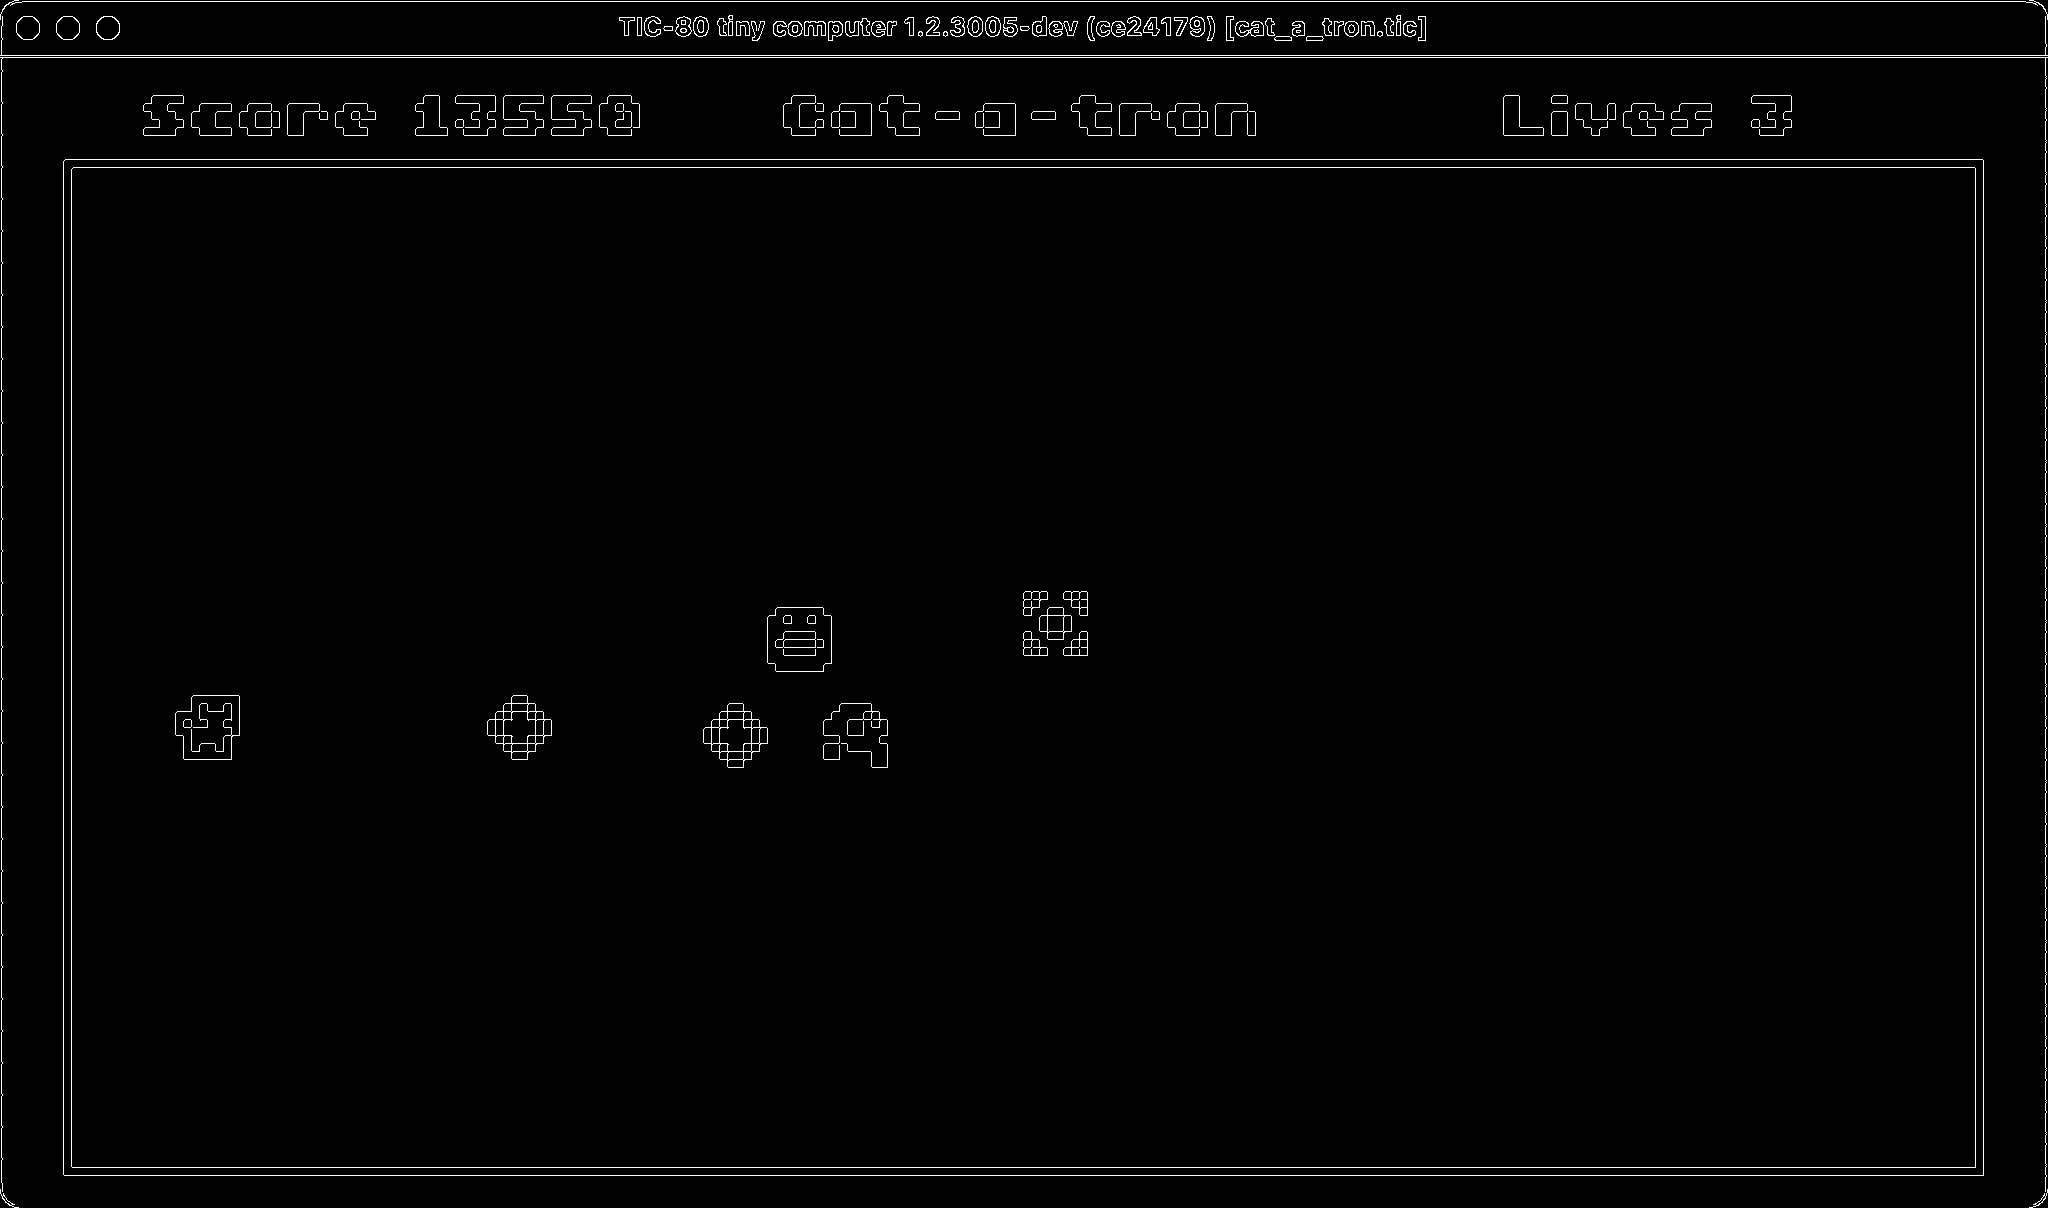 TIC-80 tiny computer 1.2.3005-dev (ce24179) [cat_a_tron.tic]
Score 13550 Cat-a-tron Lives 3